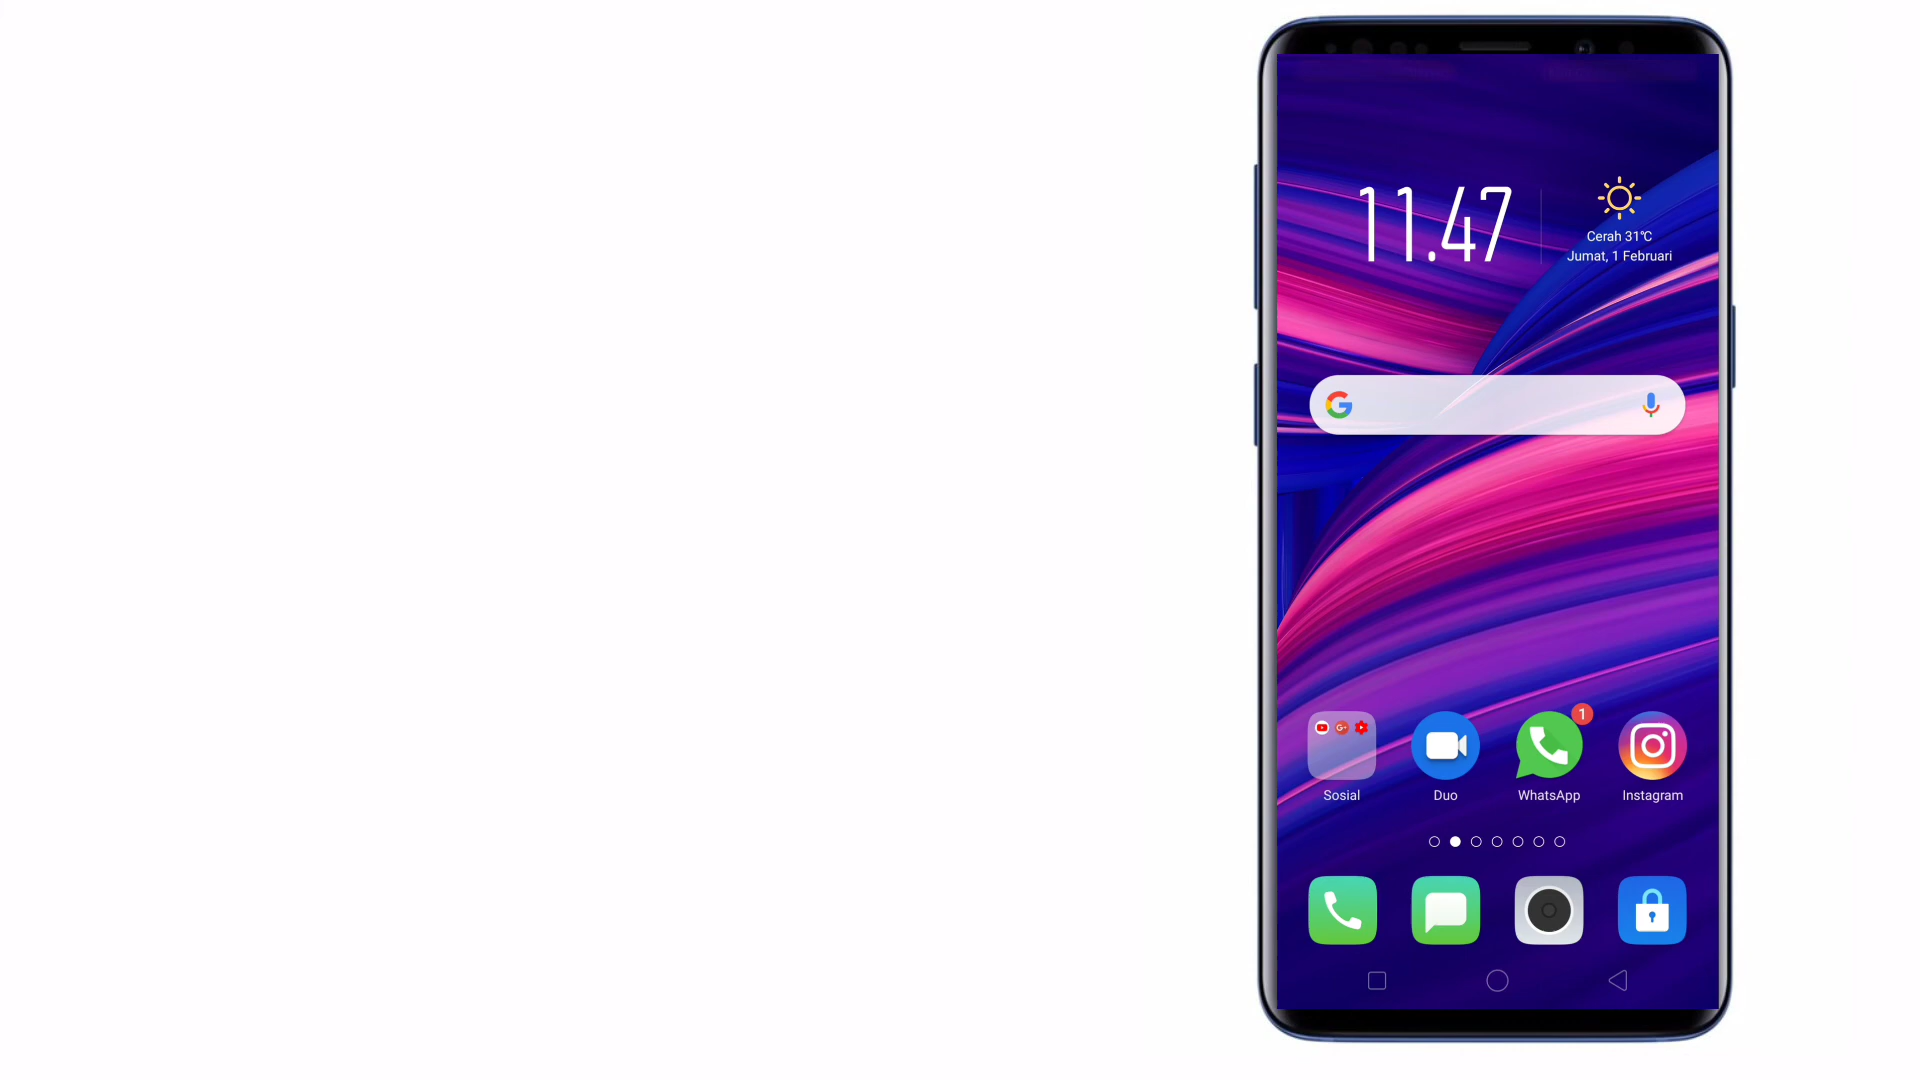 11.47
Cerah 31°C
Jumat, 1 Februari
1
Sosial
Duo
WhatsApp
Instagram